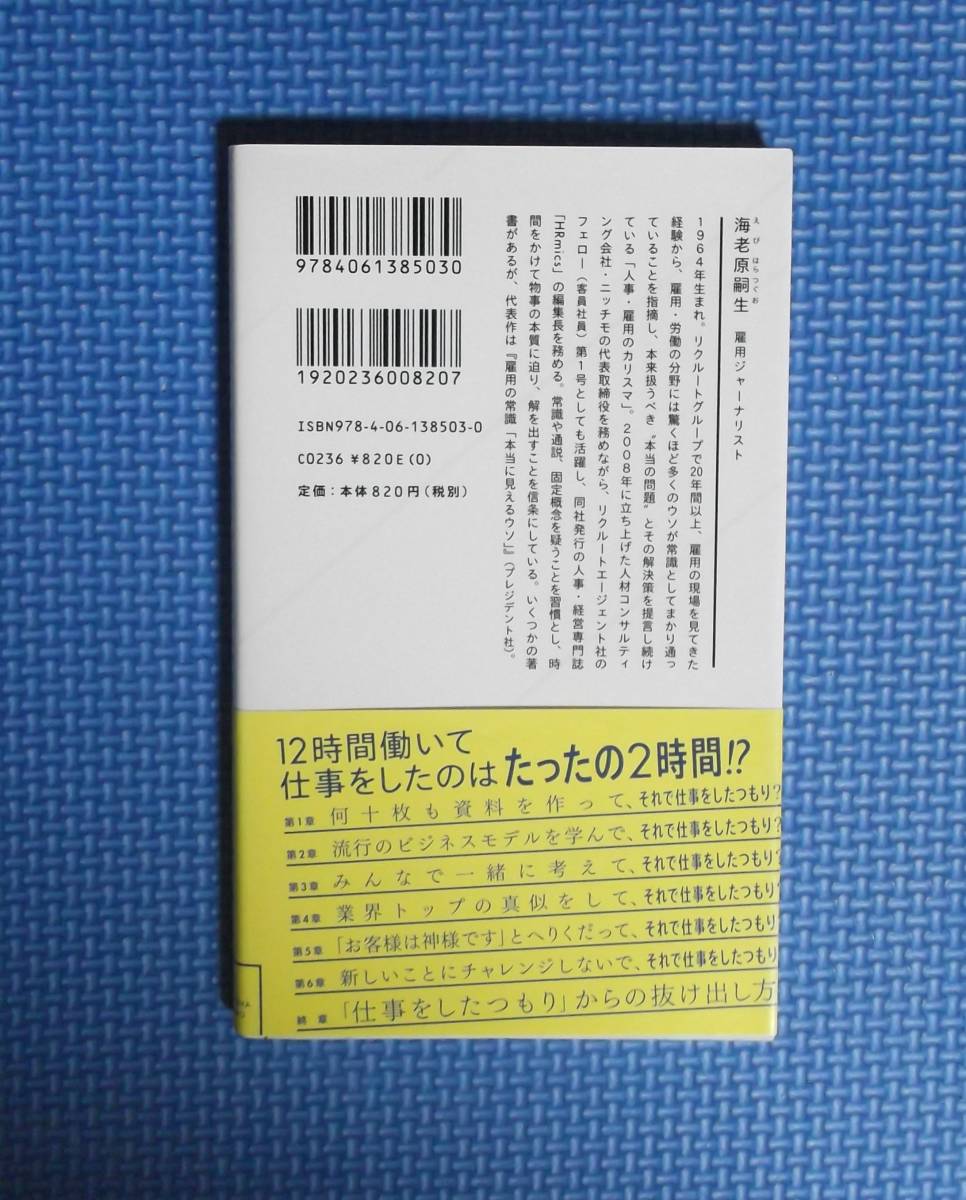 海老原嗣生 雇用ジャーナリスト
えび はらつぐお
1964年生まれ。リクルートグループで20年間以上、雇用の現場を見てきた
経験から、雇用・労働の分野には驚くほど多くのウソが常識としてまかり通っ
ていることを指摘し、本来扱うべき〝本当の問題〟とその解決策を提言し続け
ている「人事・雇用のカリスマ」。2008年に立ち上げた人材コンサルティ
ング会社・ニッチモの代表取締役を務めながら、リクルートエージェント社の
フェロー（客員社員）第1号としても活躍し、同社発行の人事・経営専門誌
「HRmics」の編集長を務める。常識や通説、固定概念を疑うことを習慣とし、時
間をかけて物事の本質に迫り、解を出すことを信条にしている。いくつかの著
書があるが、代表作は『雇用の常識「本当に見えるウソ」』（プレジデント社）。
9784061385030
1920236008207
ISBN978-4-06-138503-0
C0236 ¥820E (0)
定価：本体820円（税別）
12時間働いて
仕事をしたのはたったの2時間!?
第1章 何十枚も資料を作って、それで仕事をしたつもり?
第2章 流行のビジネスモデルを学んで、それで仕事をしたつもり?
第3章 みんなで一緒に考えて、それで仕事をしたつもり?
第4章 業界トップの真似をして、それで仕事をしたつもり?
第5章 「お客様は神様です」とへりくだって、それで仕事をしたつもり
第6章 新しいことにチャレンジしないで、それで仕事をしたつもり
終章 「仕事をしたつもり」からの抜け出し方